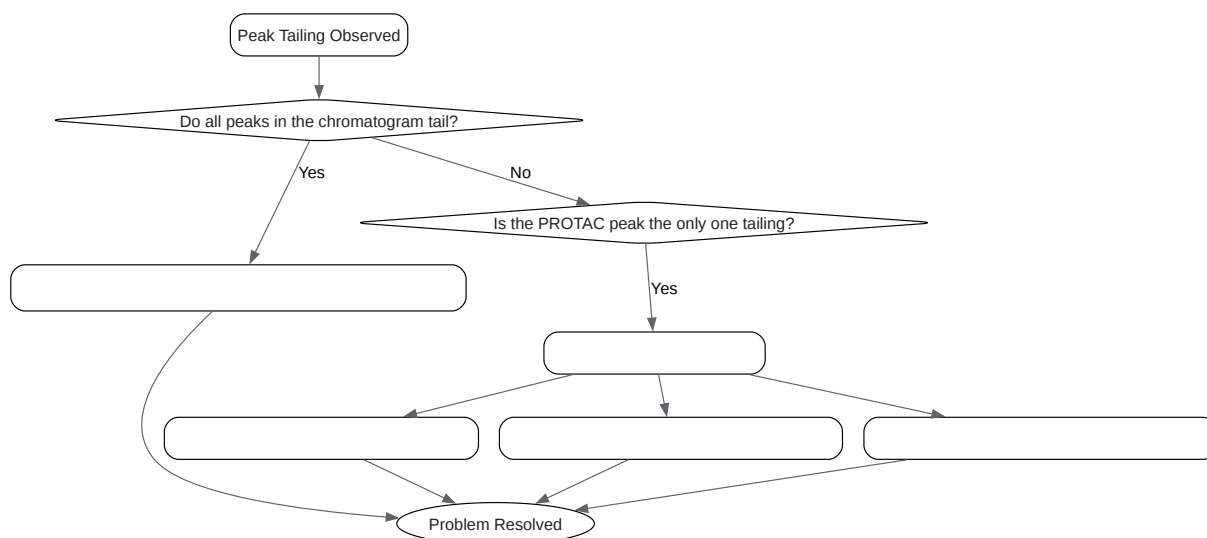 Peak Tailing Observed
Do all peaks in the chromatogram tail?
Yes
No
Is the PROTAC peak the only one tailing?
Yes
Problem Resolved